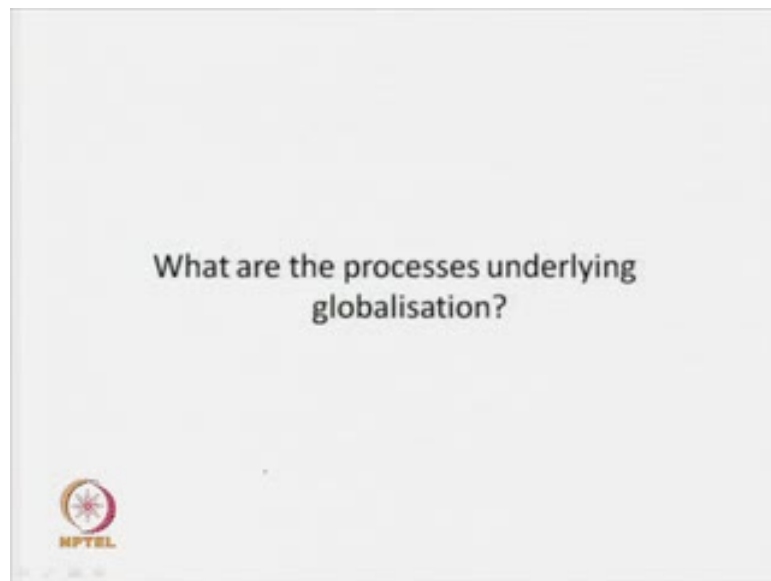 What are the processes underlying
globalisation?
NPTEL